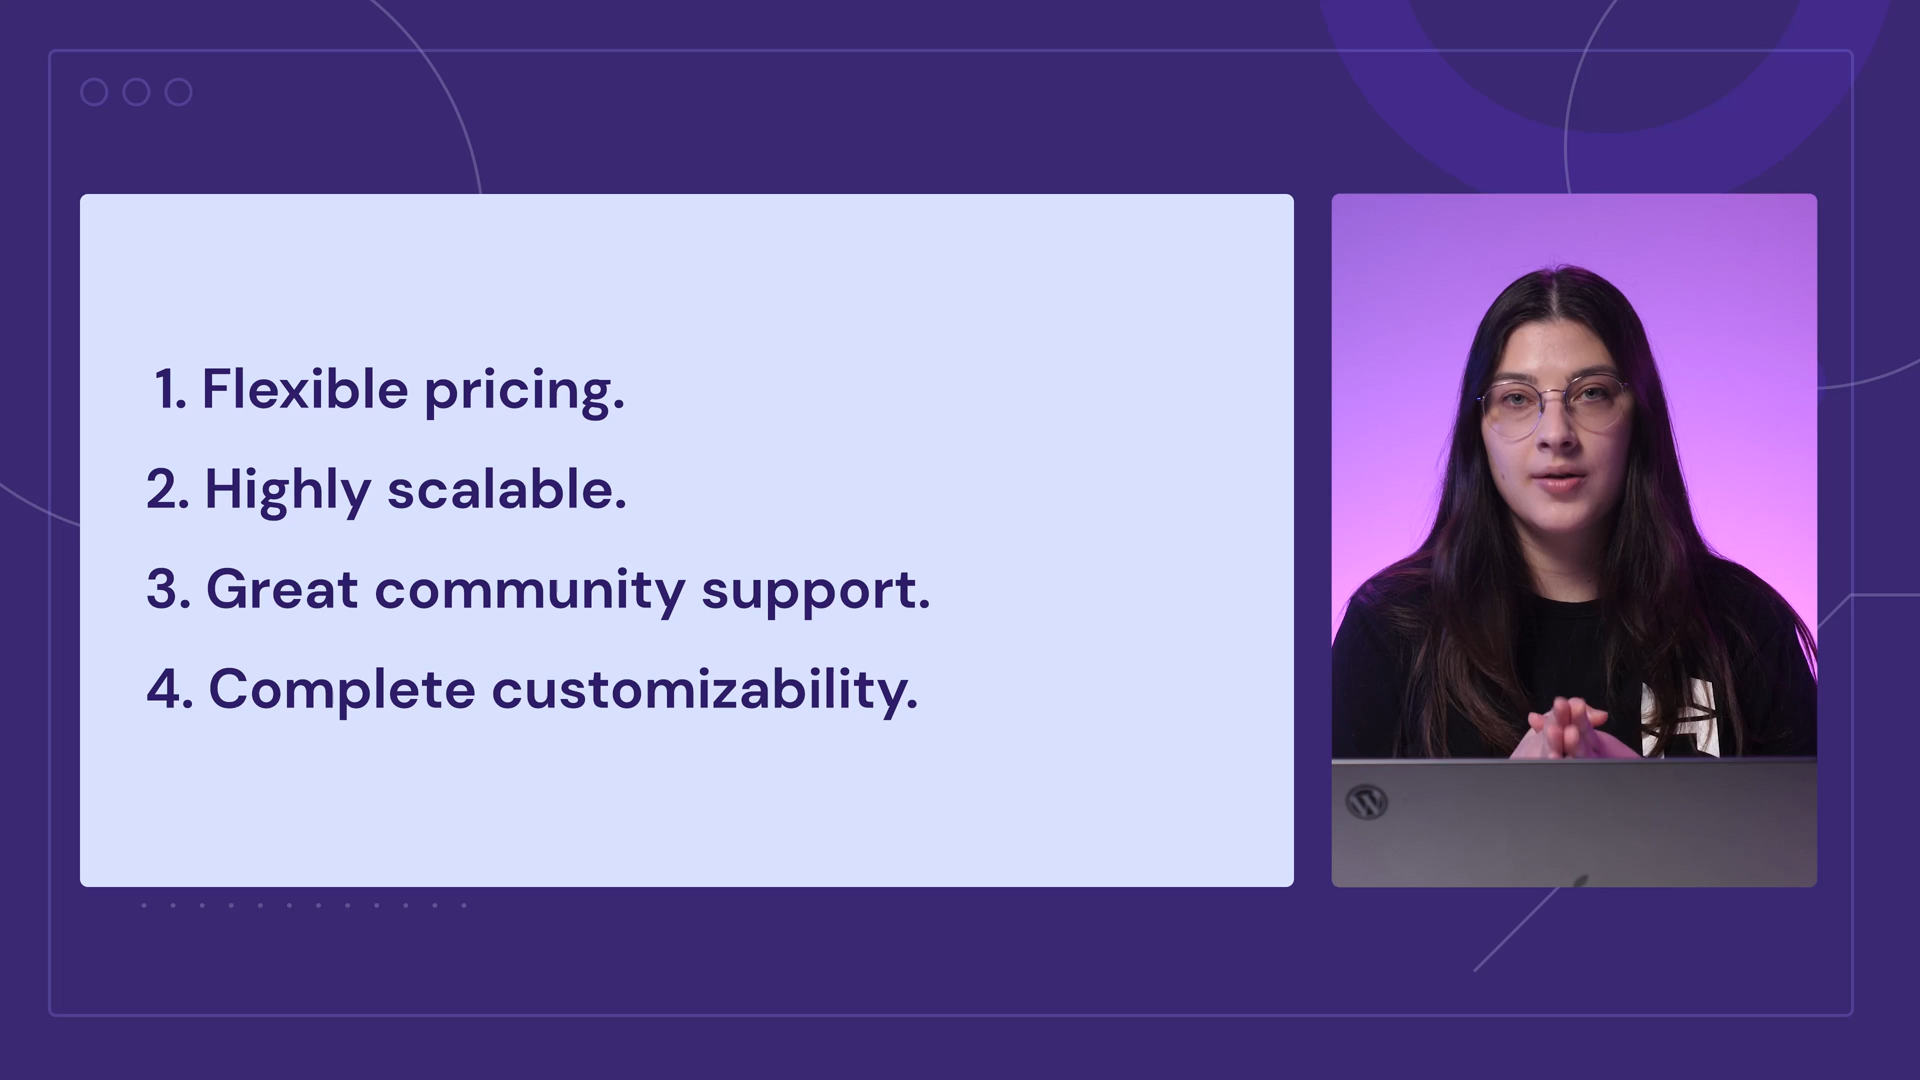 1. Flexible pricing.
2. Highly scalable.
3. Great community support.
4. Complete customizability.